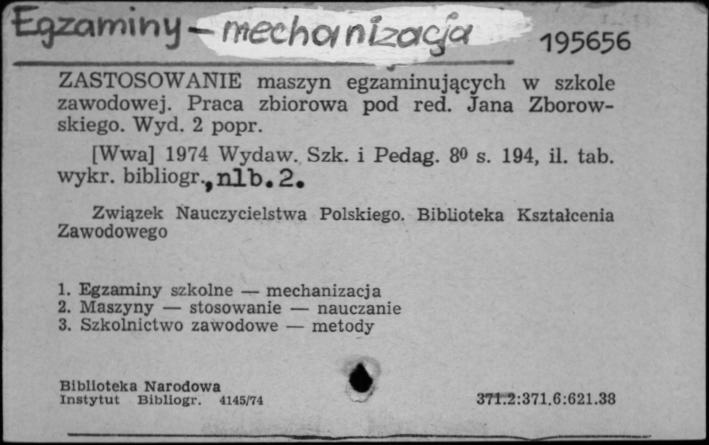 Egzaminy – mechanizacja
195656
ZASTOSOWANIE maszyn egzaminujących w szkole
zawodowej. Praca zbiorowa pod red. Jana Zborow-
skiego. Wyd. 2 popr.
[Wwa] 1974 Wydaw. Szk. i Pedag. 8⁰ s. 194, il. tab.
wykr. bibliogr., nlb. 2.
Związek Nauczycielstwa Polskiego. Biblioteka Kształcenia
Zawodowego
1. Egzaminy szkolne — mechanizacja
2. Maszyny — stosowanie — nauczanie
3. Szkolnictwo zawodowe — metody
Biblioteka Narodowa
Instytut Bibliogr. 4145/74
371.2:371.6:621.38